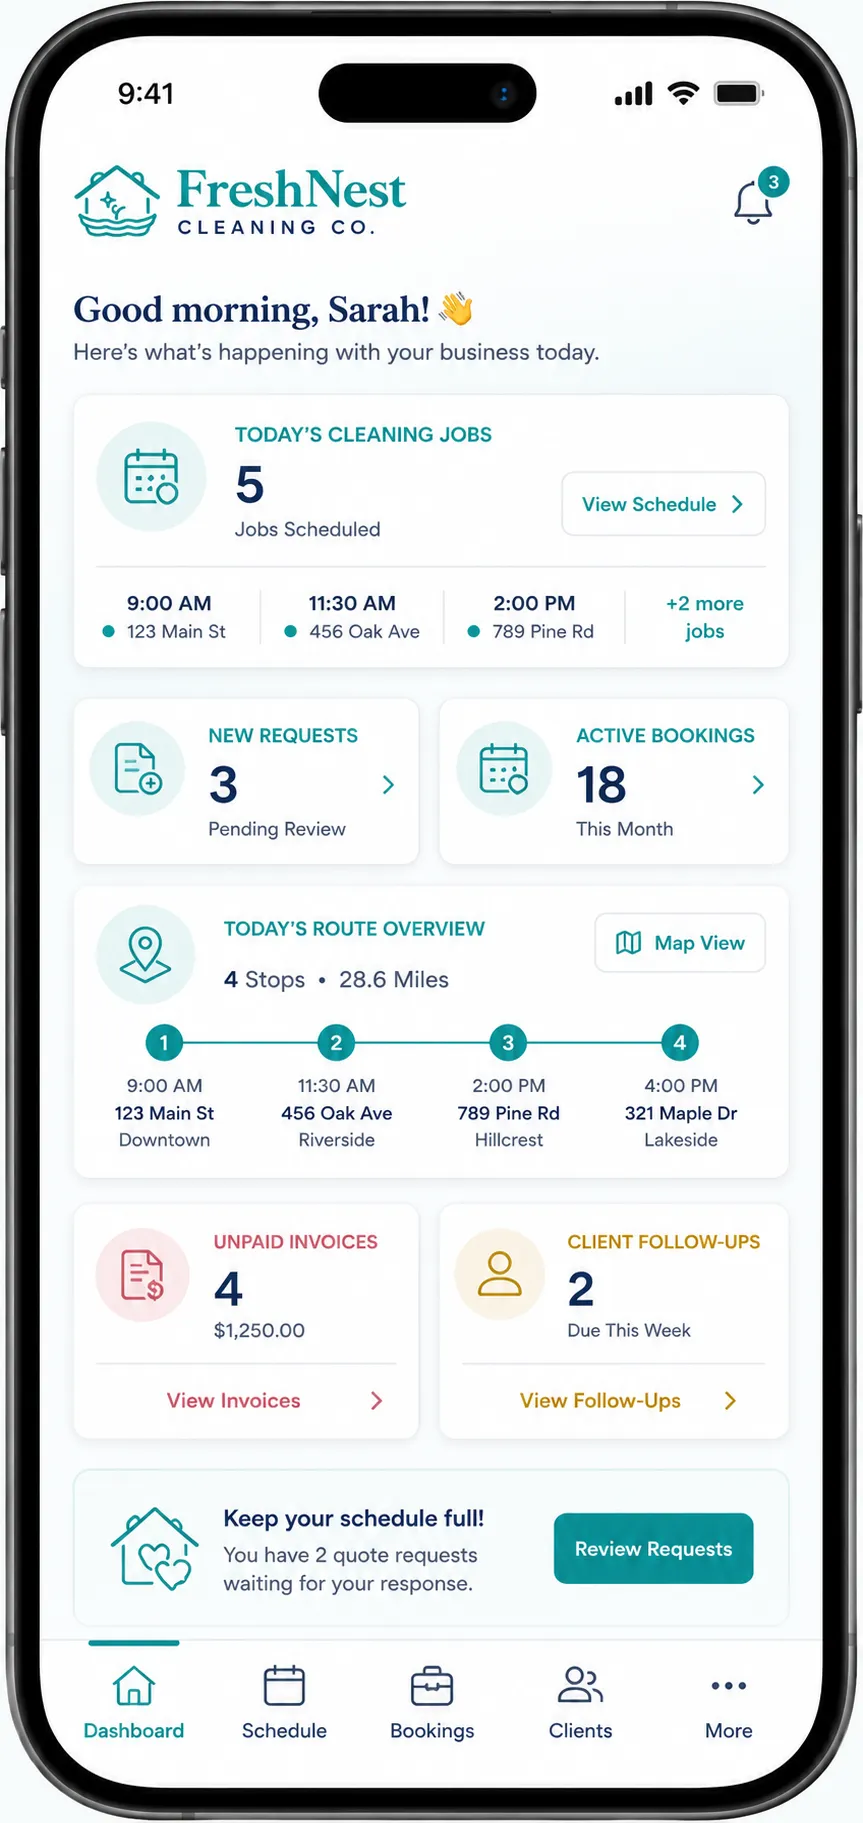 9:41
FreshNest
CLEANING CO.
3
Good morning, Sarah! 👋
Here's what's happening with your business today.
TODAY'S CLEANING JOBS
5
Jobs Scheduled
View Schedule
9:00 AM
123 Main St
11:30 AM
456 Oak Ave
2:00 PM
789 Pine Rd
+2 more
jobs
NEW REQUESTS
3
Pending Review
ACTIVE BOOKINGS
18
This Month
TODAY'S ROUTE OVERVIEW
4 Stops • 28.6 Miles
Map View
1
9:00 AM
123 Main St
Downtown
2
11:30 AM
456 Oak Ave
Riverside
3
2:00 PM
789 Pine Rd
Hillcrest
4
4:00 PM
321 Maple Dr
Lakeside
UNPAID INVOICES
4
$1,250.00
View Invoices
CLIENT FOLLOW-UPS
2
Due This Week
View Follow-Ups
Keep your schedule full!
You have 2 quote requests
waiting for your response.
Review Requests
Dashboard
Schedule
Bookings
Clients
More